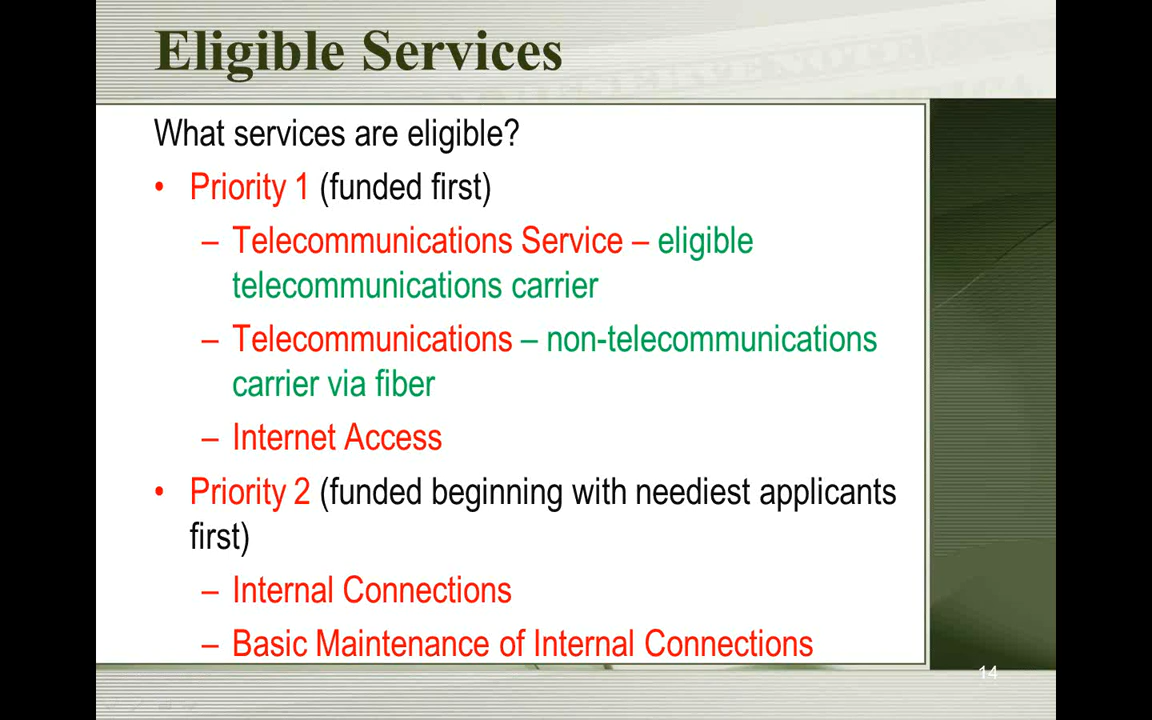 Eligible Services
What services are eligible?
• Priority 1 (funded first)
– Telecommunications Service – eligible
telecommunications carrier
– Telecommunications – non-telecommunications
carrier via fiber
– Internet Access
• Priority 2 (funded beginning with neediest applicants
first)
– Internal Connections
– Basic Maintenance of Internal Connections
14